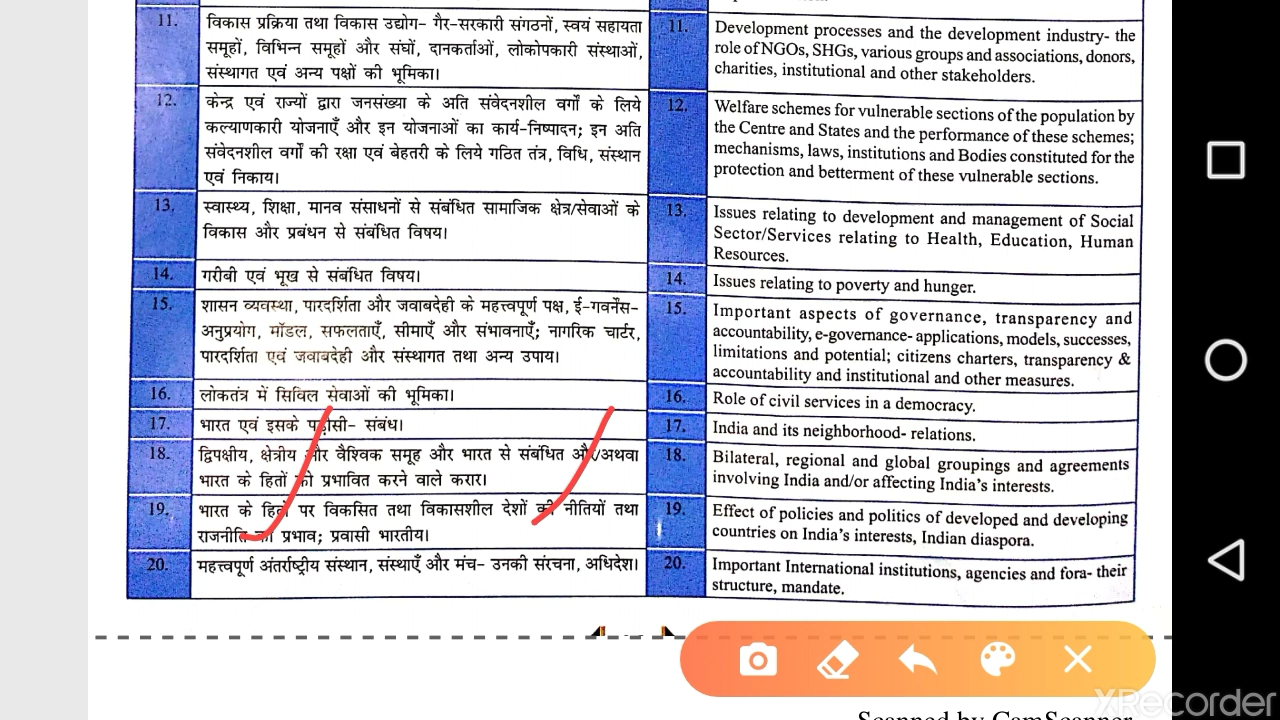 11.
विकास प्रक्रिया तथा विकास उद्योग- गैर-सरकारी संगठनों, स्वयं सहायता
समूहों, विभिन्न समूहों और संघों, दानकर्ताओं, लोकोपकारी संस्थाओं,
संस्थागत एवं अन्य पक्षों की भूमिका।
11.
Development processes and the development industry- the
role of NGOs, SHGs, various groups and associations, donors,
charities, institutional and other stakeholders.
12.
केन्द्र एवं राज्यों द्वारा जनसंख्या के अति संवेदनशील वर्गों के लिये
कल्याणकारी योजनाएँ और इन योजनाओं का कार्य-निष्पादन; इन अति
संवेदनशील वर्गों की रक्षा एवं बेहतरी के लिये गठित तंत्र, विधि, संस्थान
एवं निकाय।
12.
Welfare schemes for vulnerable sections of the population by
the Centre and States and the performance of these schemes;
mechanisms, laws, institutions and Bodies constituted for the
protection and betterment of these vulnerable sections.
13.
स्वास्थ्य, शिक्षा, मानव संसाधनों से संबंधित सामाजिक क्षेत्र/सेवाओं के
विकास और प्रबंधन से संबंधित विषय।
13.
Issues relating to development and management of Social
Sector/Services relating to Health, Education, Human
Resources.
14.
गरीबी एवं भूख से संबंधित विषय।
14.
Issues relating to poverty and hunger.
15.
शासन व्यवस्था, पारदर्शिता और जवाबदेही के महत्त्वपूर्ण पक्ष, ई-गवर्नेंस-
अनुप्रयोग, मॉडल, सफलताएँ, सीमाएँ और संभावनाएँ; नागरिक चार्टर,
पारदर्शिता एवं जवाबदेही और संस्थागत तथा अन्य उपाय।
15.
Important aspects of governance, transparency and
accountability, e-governance- applications, models, successes,
limitations and potential; citizens charters, transparency &
accountability and institutional and other measures.
16.
लोकतंत्र में सिविल सेवाओं की भूमिका।
16.
Role of civil services in a democracy.
17.
भारत एवं इसके पड़ोसी- संबंध।
17.
India and its neighborhood- relations.
18.
द्विपक्षीय, क्षेत्रीय और वैश्विक समूह और भारत से संबंधित और/अथवा
भारत के हितों को प्रभावित करने वाले करार।
18.
Bilateral, regional and global groupings and agreements
involving India and/or affecting India's interests.
19.
भारत के हितों पर विकसित तथा विकासशील देशों की नीतियों तथा
राजनीति का प्रभाव; प्रवासी भारतीय।
19.
Effect of policies and politics of developed and developing
countries on India's interests, Indian diaspora.
20.
महत्त्वपूर्ण अंतर्राष्ट्रीय संस्थान, संस्थाएँ और मंच- उनकी संरचना, अधिदेश।
20.
Important International institutions, agencies and fora- their
structure, mandate.
XRecorder
Scanned by CamScanner